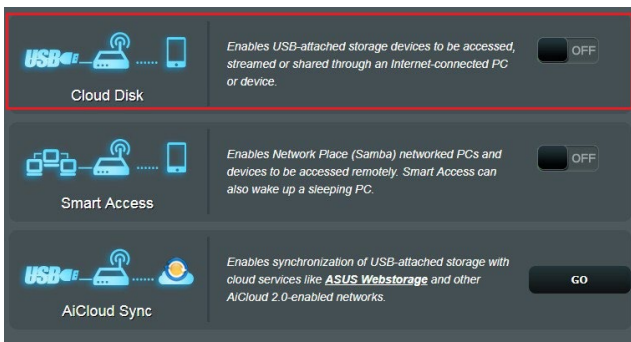 USB
Cloud Disk
Enables USB-attached storage devices to be accessed,
streamed or shared through an Internet-connected PC
or device.
OFF
Smart Access
Enables Network Place (Samba) networked PCs and
devices to be accessed remotely. Smart Access can
also wake up a sleeping PC.
OFF
USB
AiCloud Sync
Enables synchronization of USB-attached storage with
cloud services like ASUS Webstorage and other
AiCloud 2.0-enabled networks.
GO